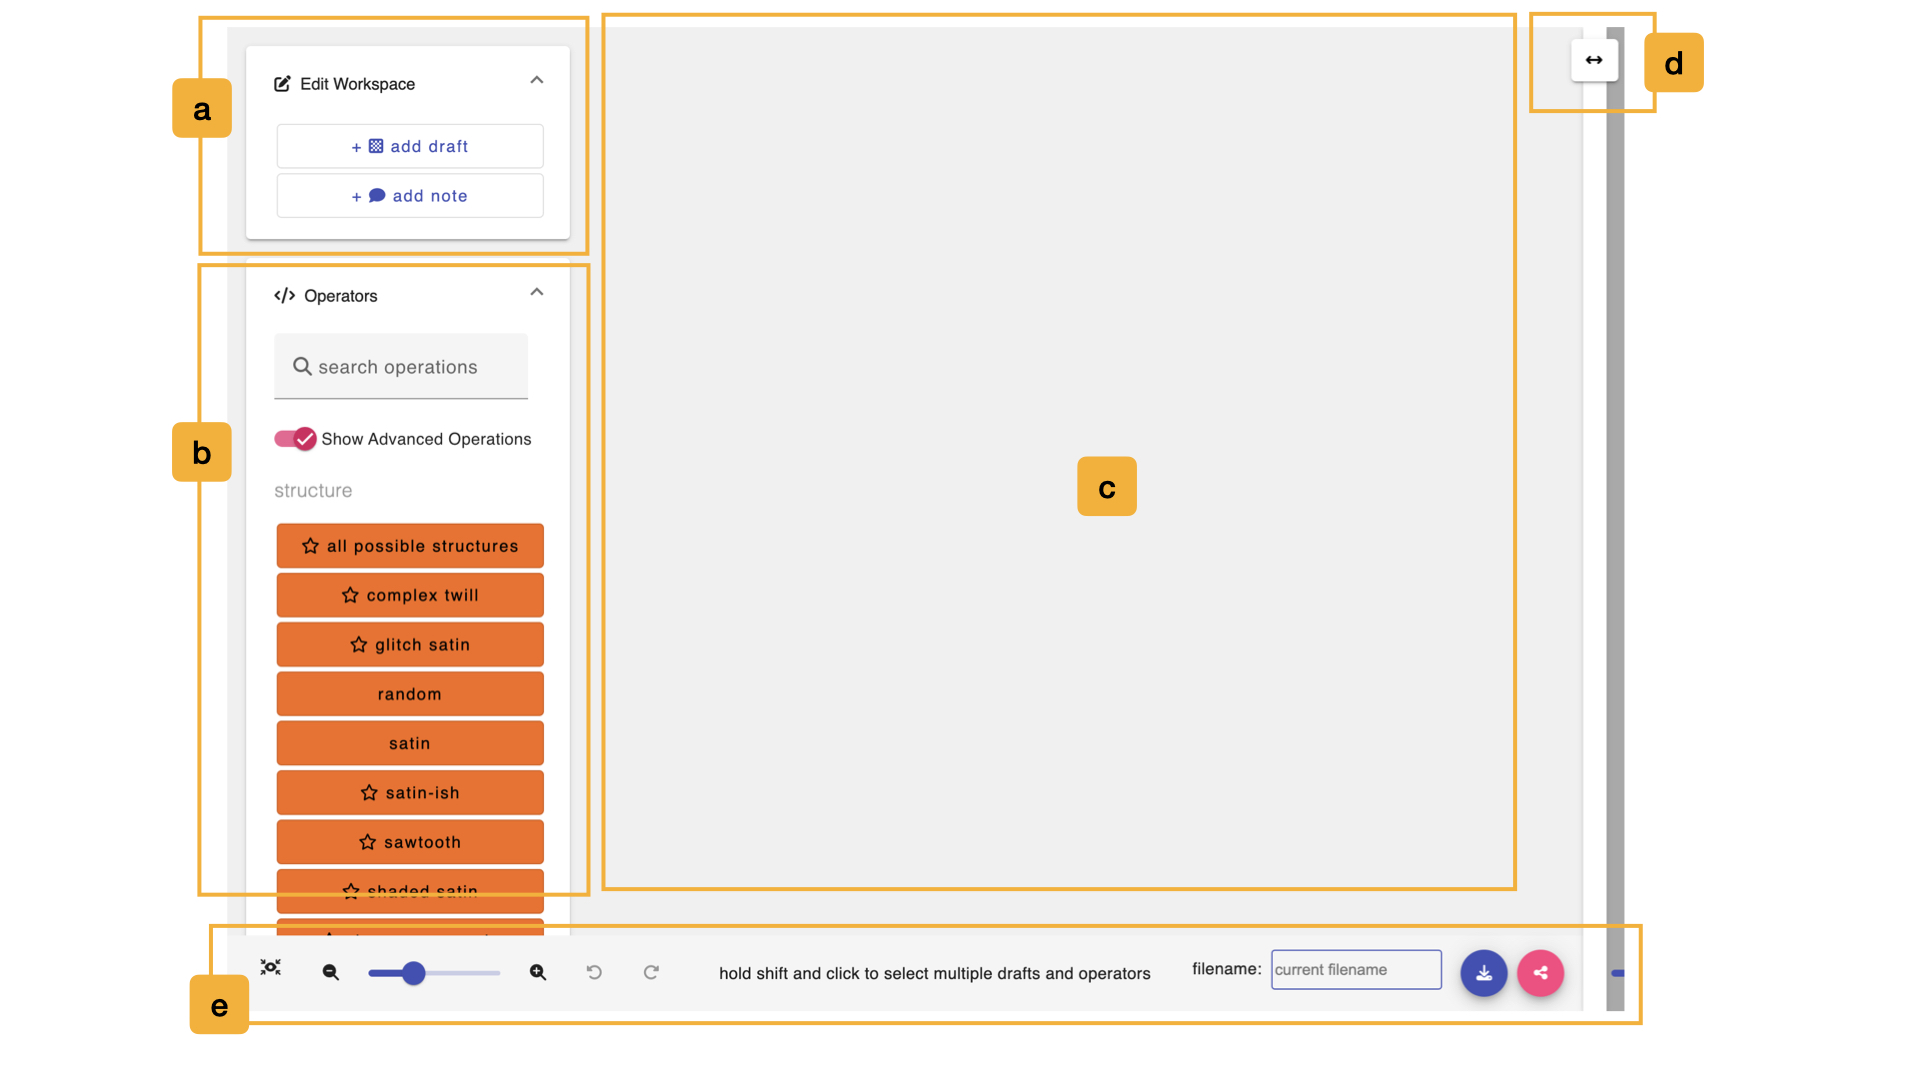 a
Edit Workspace
+ add draft
+ add note
b
</> Operators
search operations
Show Advanced Operations
structure
all possible structures
complex twill
glitch satin
random
satin
satin-ish
sawtooth
shaded satin
c
d
e
hold shift and click to select multiple drafts and operators
filename: current filename